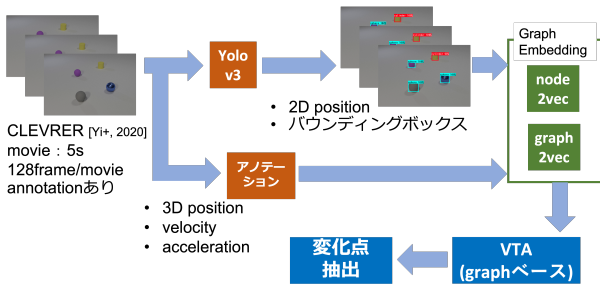 Yolo
v3
Graph
Embedding
node
2vec
graph
2vec
CLEVRER [Yi+, 2020]
movie：5s
128frame/movie
annotationあり
• 2D position
• バウンディングボックス
アノテー
ション
• 3D position
• velocity
• acceleration
変化点
抽出
VTA
(graphベース)